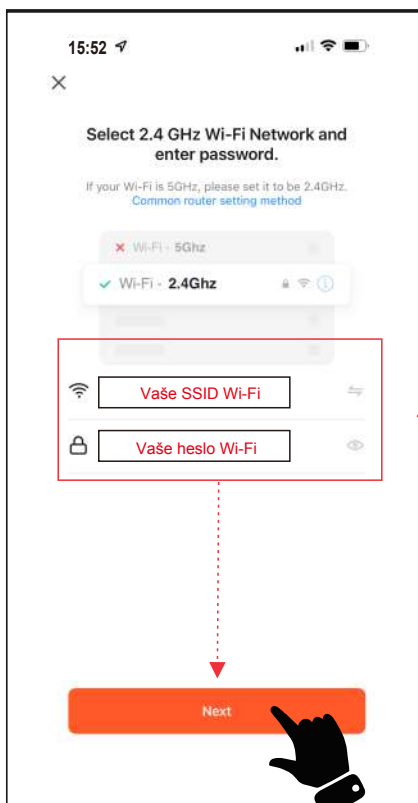 15:52
Select 2.4 GHz Wi-Fi Network and
enter password.
If your Wi-Fi is 5GHz, please set it to be 2.4GHz.
Common router setting method
Wi-Fi - 5Ghz
Wi-Fi - 2.4Ghz
Vaše SSID Wi-Fi
Vaše heslo Wi-Fi
Next